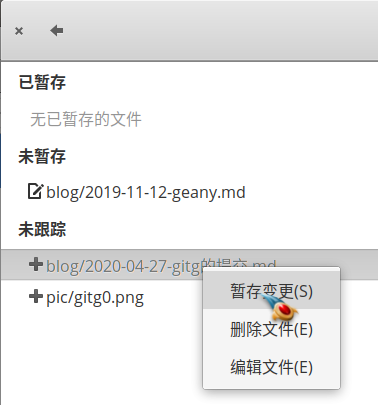 已暂存
无已暂存的文件
未暂存
blog/2019-11-12-geany.md
未跟踪
blog/2020-04-27-gitg的提交.md
暂存变更(S)
pic/gitg0.png
删除文件(E)
编辑文件(E)